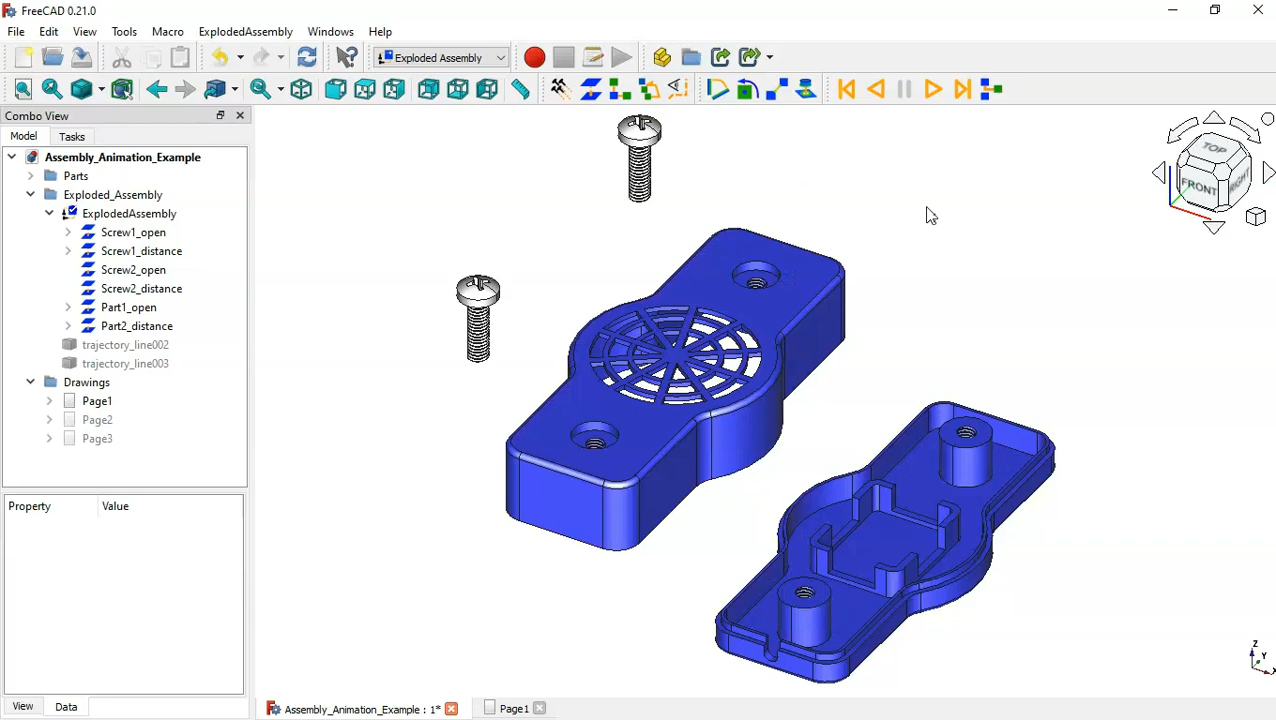 FreeCAD 0.21.0
File Edit View Tools Macro ExplodedAssembly Windows Help
Exploded Assembly
Combo View
Model Tasks
Assembly_Animation_Example
Parts
Exploded_Assembly
ExplodedAssembly
Screw1_open
Screw1_distance
Screw2_open
Screw2_distance
Part1_open
Part2_distance
trajectory_line002
trajectory_line003
Drawings
Page1
Page2
Page3
Property Value
View Data
Assembly_Animation_Example : 1*
Page1
TOP
FRONT
RIGHT
Z
Y
X